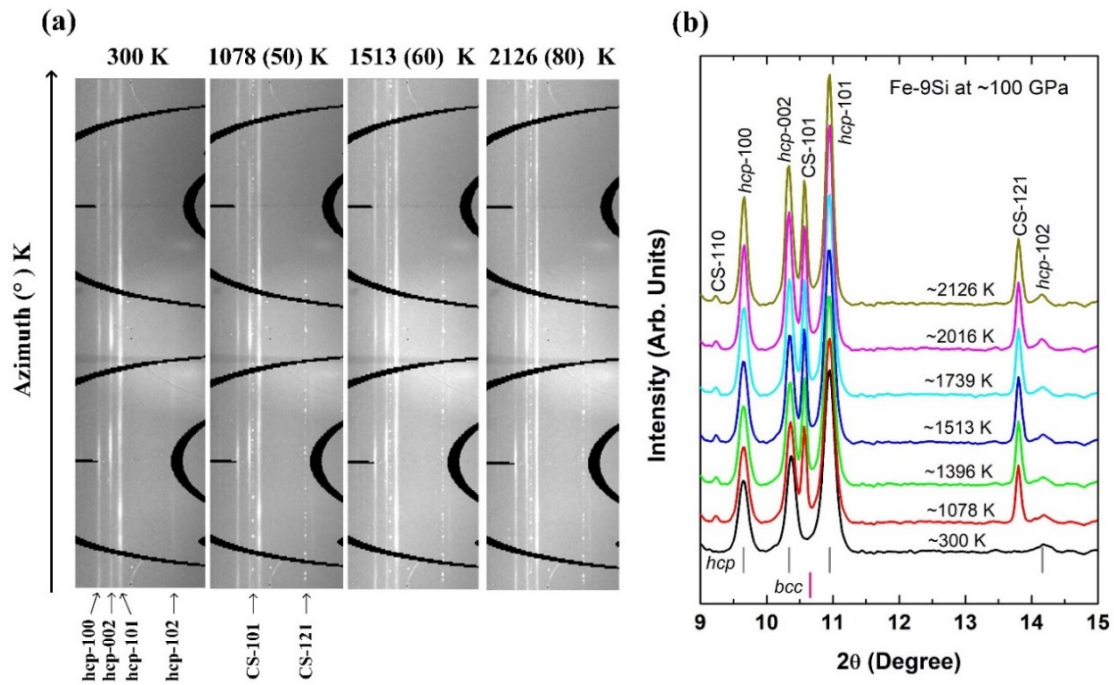 (a)
300 K 1078 (50) K 1513 (60) K 2126 (80) K
Azimuth (°) K
hcp-100
hcp-002
hcp-101
hcp-102
CS-101
CS-121
(b)
Fe-9Si at ~100 GPa
CS-110
hcp-100
hcp-002
CS-101
hcp-101
CS-121
hcp-102
~2126 K
~2016 K
~1739 K
~1513 K
~1396 K
~1078 K
~300 K
hcp
bcc
Intensity (Arb. Units)
9 10 11 12 13 14 15
2θ (Degree)